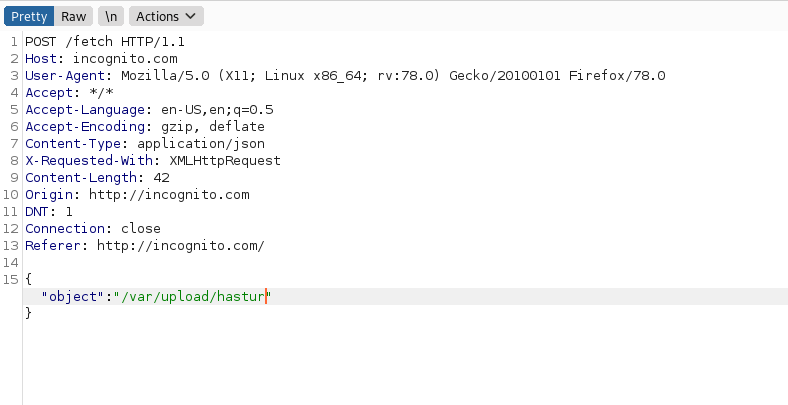 Pretty Raw \n Actions
1 POST /fetch HTTP/1.1
2 Host: incognito.com
3 User-Agent: Mozilla/5.0 (X11; Linux x86_64; rv:78.0) Gecko/20100101 Firefox/78.0
4 Accept: */*
5 Accept-Language: en-US,en;q=0.5
6 Accept-Encoding: gzip, deflate
7 Content-Type: application/json
8 X-Requested-With: XMLHttpRequest
9 Content-Length: 42
10 Origin: http://incognito.com
11 DNT: 1
12 Connection: close
13 Referer: http://incognito.com/
14
15 {
"object":"/var/upload/hastur"
}